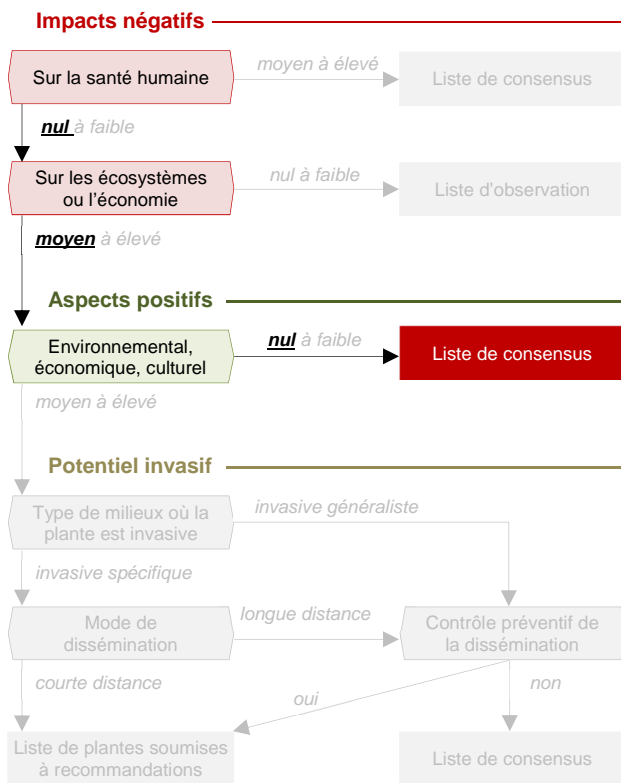 Impacts négatifs
Sur la santé humaine
moyen à élevé
Liste de consensus
nul à faible
Sur les écosystèmes
ou l'économie
nul à faible
Liste d'observation
moyen à élevé
Aspects positifs
Environnemental,
économique, culturel
nul à faible
Liste de consensus
moyen à élevé
Potentiel invasif
Type de milieux où la
plante est invasive
invasive généraliste
invasive spécifique
Mode de
dissémination
longue distance
Contrôle préventif de
la dissémination
courte distance
oui
non
Liste de plantes soumises
à recommandations
Liste de consensus